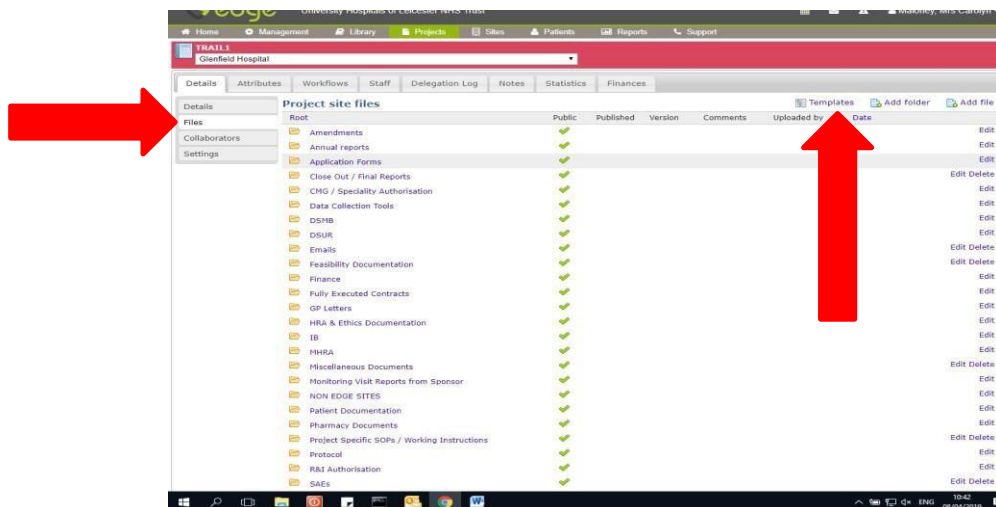 edge University Hospitals of Leicester NHS Trust Maloney, Mrs Carolyn
Home Management Library Projects Sites Patients Reports Support
TRAIL1
Glenfield Hospital
Details Attributes Workflows Staff Delegation Log Notes Statistics Finances
Details
Files
Collaborators
Settings
Project site files Templates Add folder Add file
Root Public Published Version Comments Uploaded by Date
Amendments Edit
Annual reports Edit
Application Forms Edit
Close Out / Final Reports Edit Delete
CMG / Speciality Authorisation Edit
Data Collection Tools Edit
DSMB Edit
DSUR Edit
Emails Edit Delete
Feasibility Documentation Edit Delete
Finance Edit
Fully Executed Contracts Edit
GP Letters Edit
HRA & Ethics Documentation Edit
IB Edit
MHRA Edit
Miscellaneous Documents Edit Delete
Monitoring Visit Reports from Sponsor Edit
NON EDGE SITES Edit
Patient Documentation Edit
Pharmacy Documents Edit
Project Specific SOPs / Working Instructions Edit Delete
Protocol Edit
R&I Authorisation Edit
SAEs Edit Delete
ENG 10:42
08/04/2019